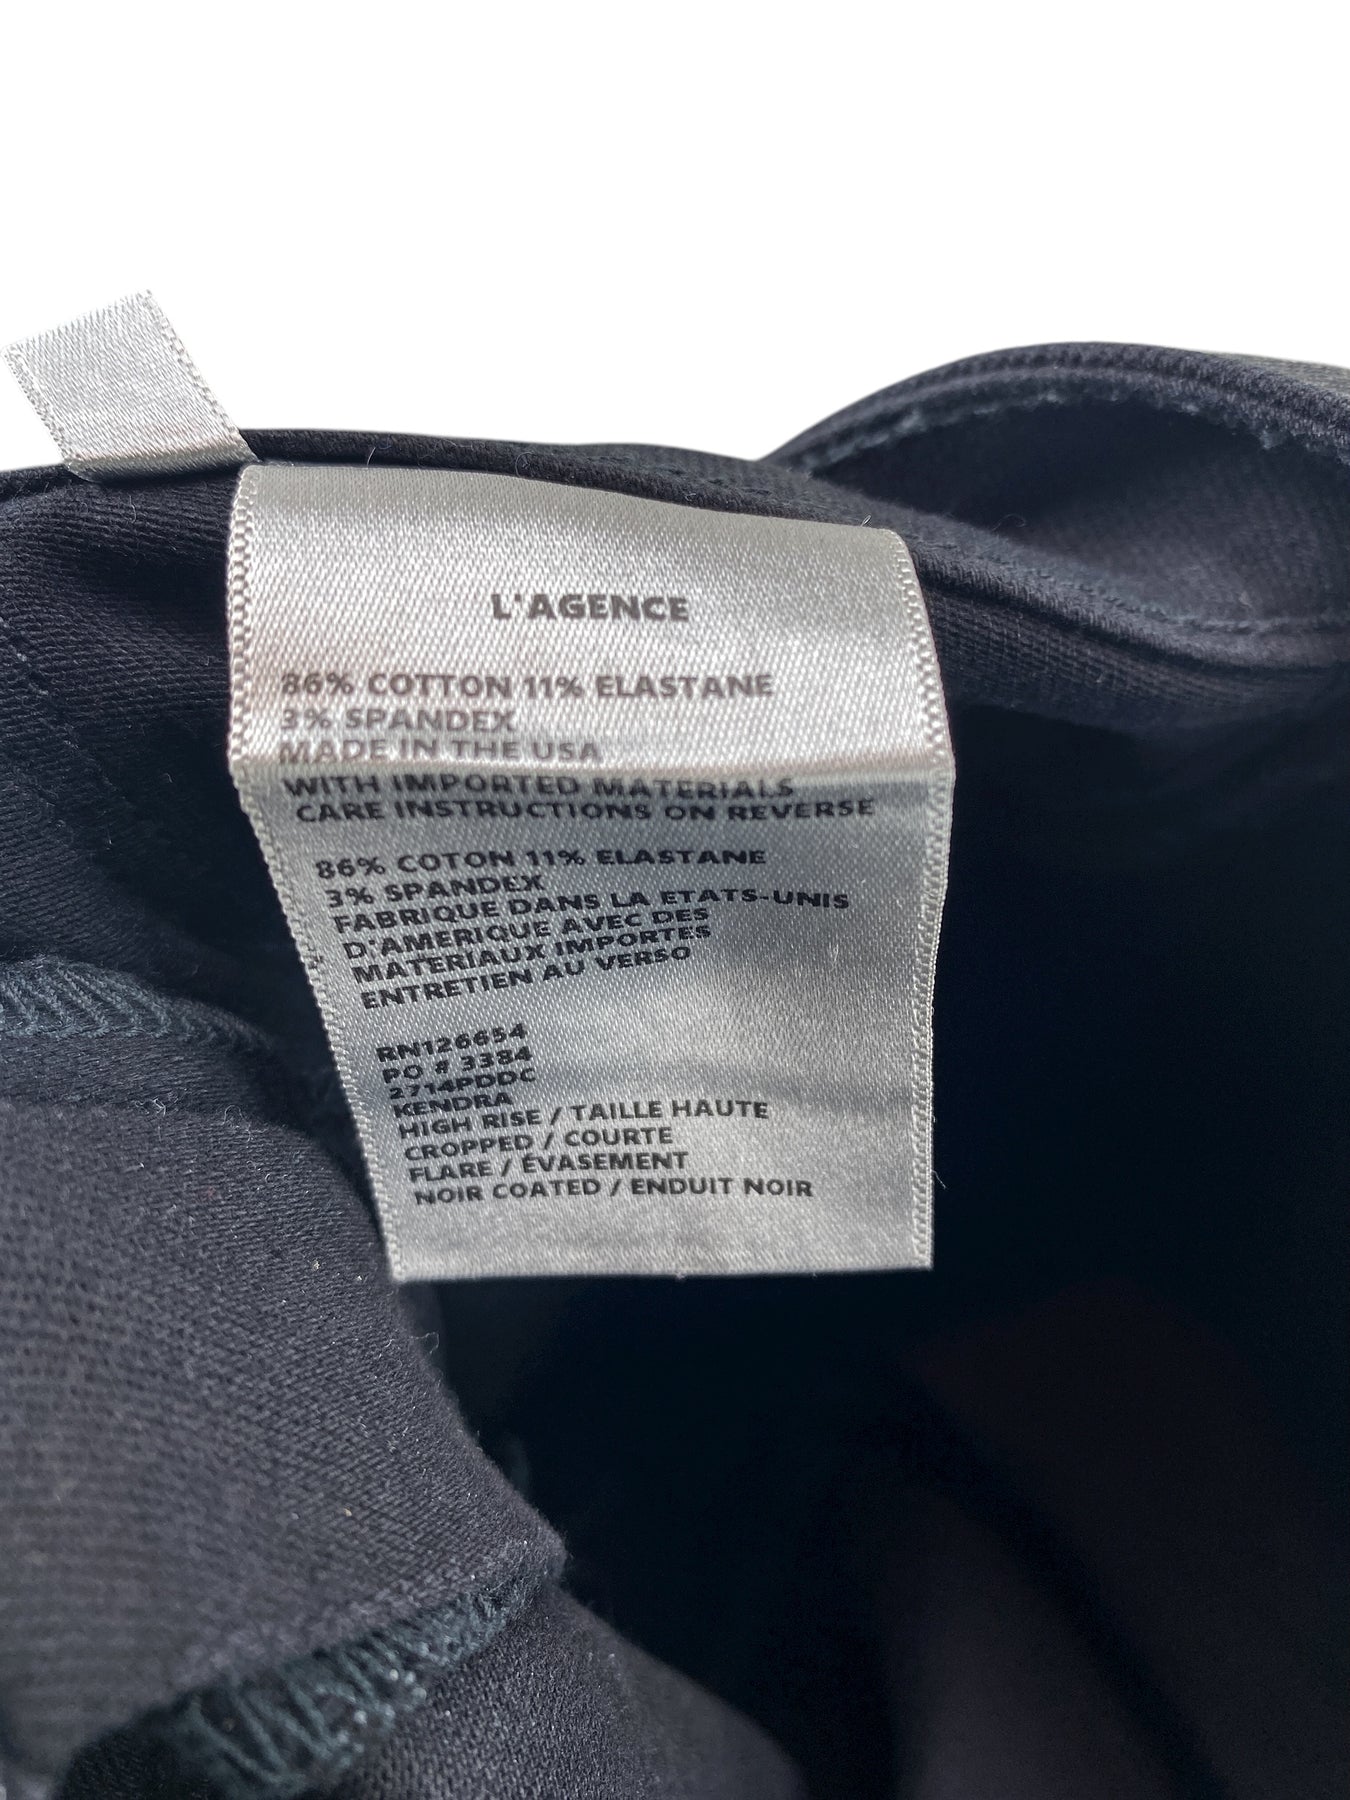 L'AGENCE
86% COTTON 11% ELASTANE
3% SPANDEX
MADE IN THE USA
WITH IMPORTED MATERIALS
CARE INSTRUCTIONS ON REVERSE
86% COTON 11% ELASTANE
3% SPANDEX
FABRIQUE DANS LA ETATS-UNIS
D'AMERIQUE AVEC DES
MATERIAUX IMPORTES
ENTRETIEN AU VERSO
RN126654
PO # 3384
2714PDDC
KENDRA
HIGH RISE / TAILLE HAUTE
CROPPED / COURTE
FLARE / ÉVASEMENT
NOIR COATED / ENDUIT NOIR